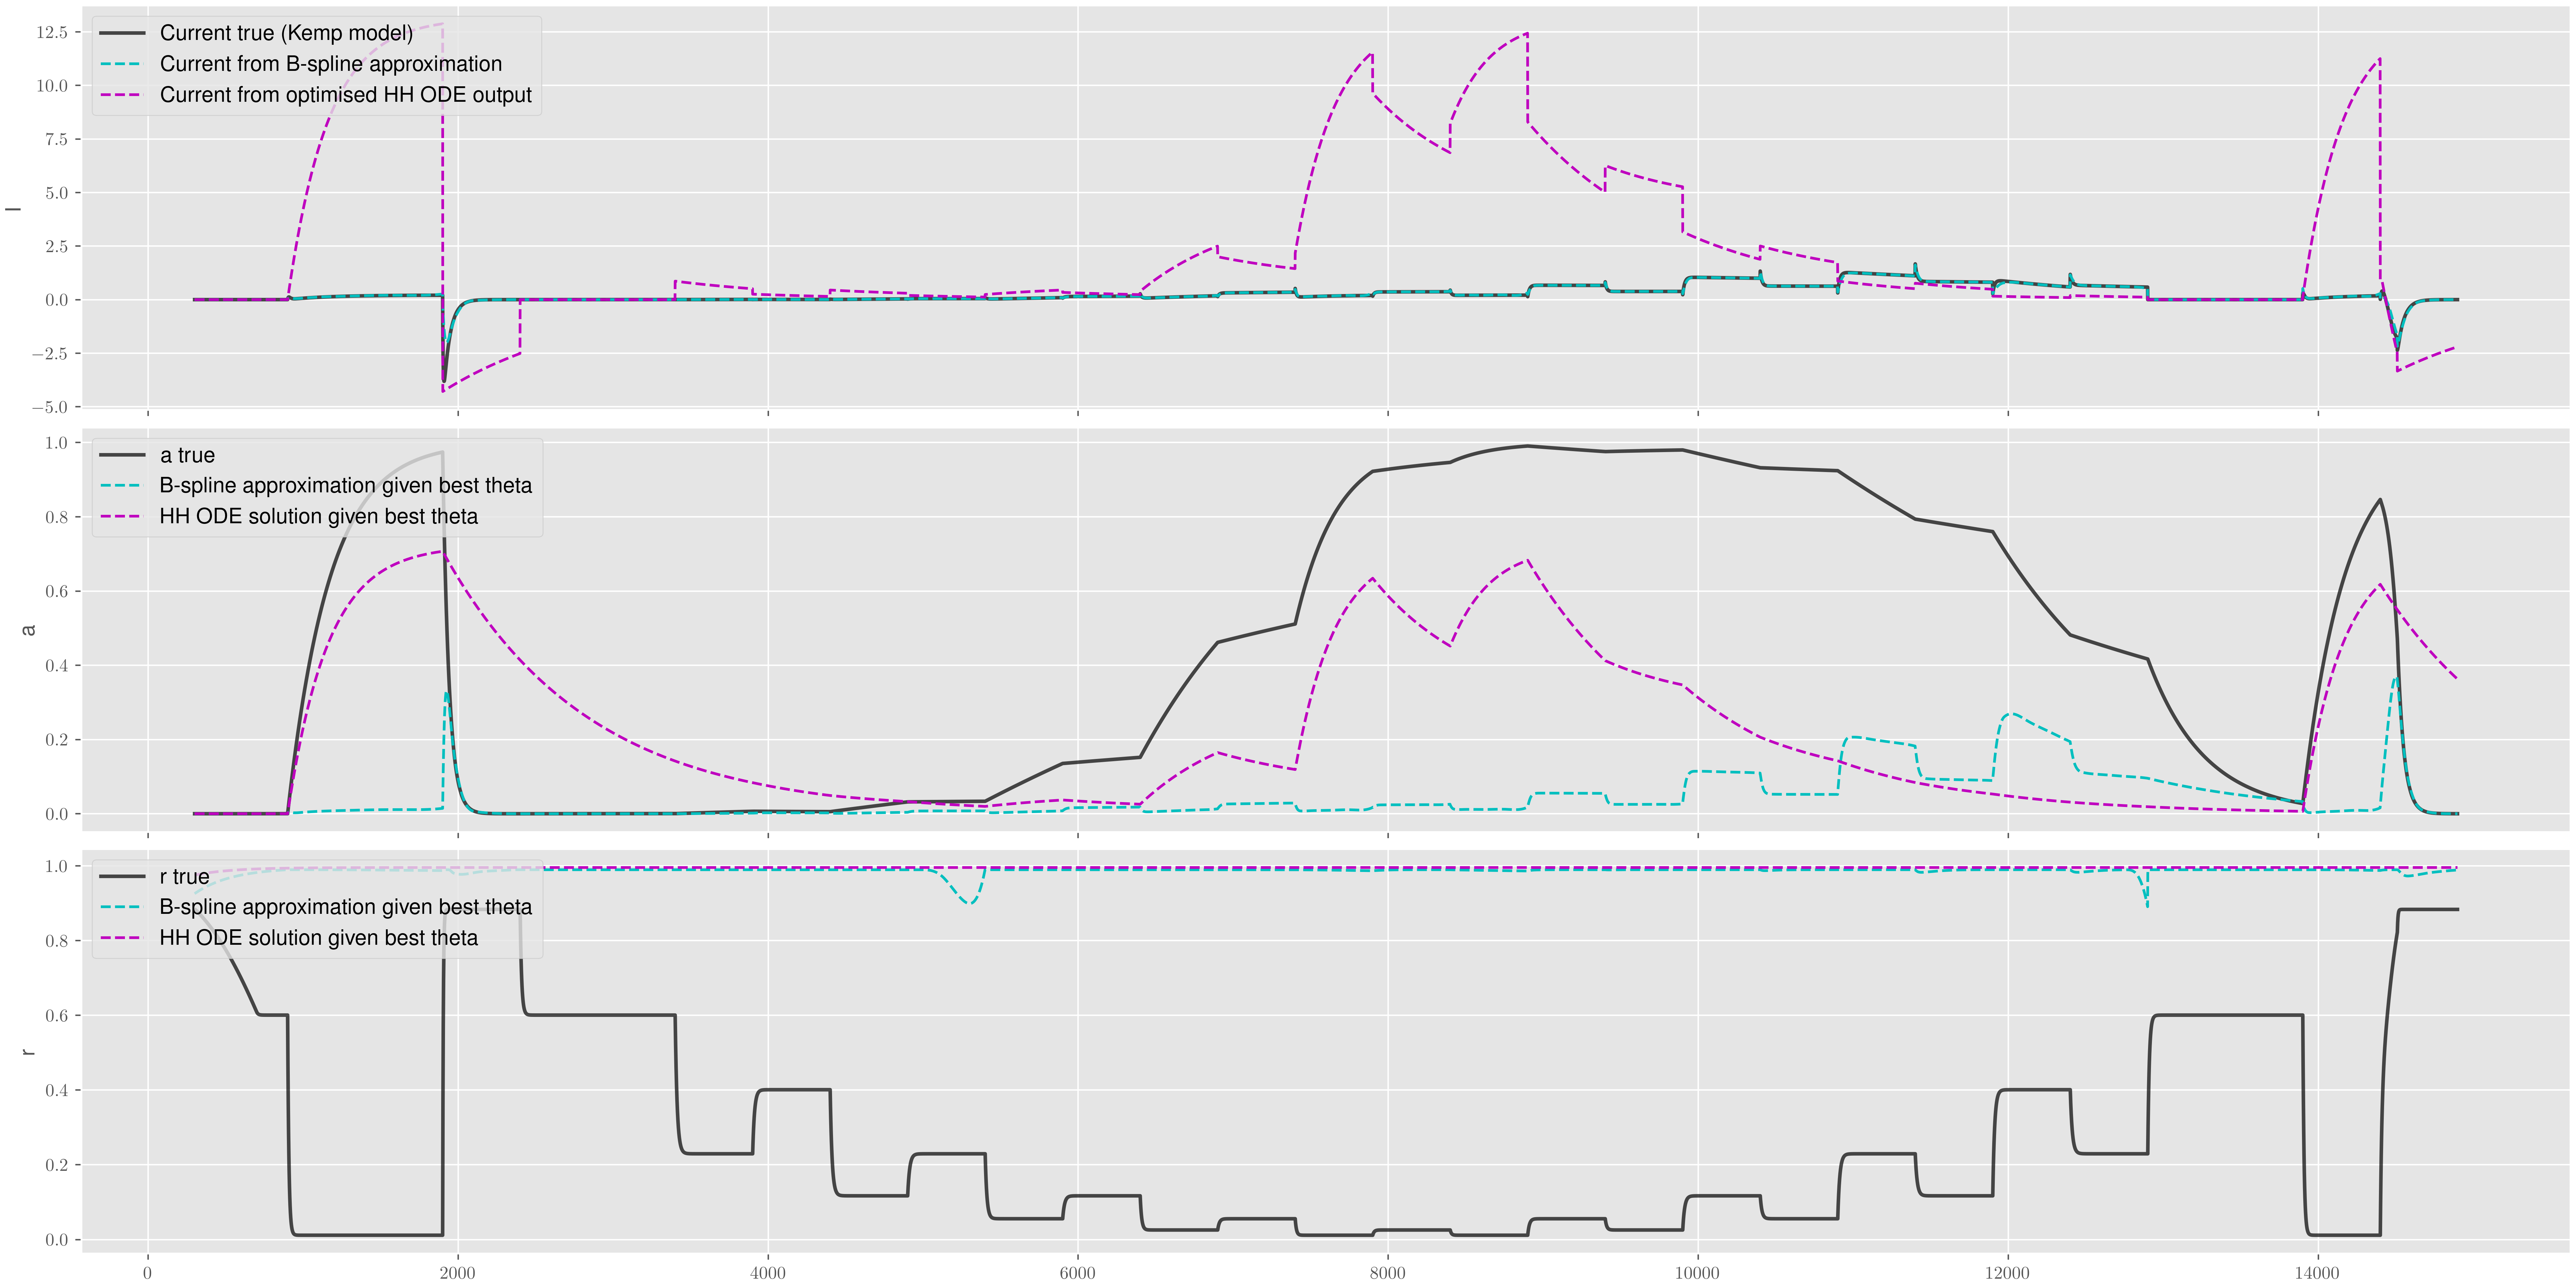 12.5
10.0
7.5
5.0
2.5
0.0
−2.5
−5.0
I
Current true (Kemp model)
Current from B-spline approximation
Current from optimised HH ODE output
1.0
0.8
0.6
0.4
0.2
0.0
a
a true
B-spline approximation given best theta
HH ODE solution given best theta
1.0
0.8
0.6
0.4
0.2
0.0
r
r true
B-spline approximation given best theta
HH ODE solution given best theta
0 2000 4000 6000 8000 10000 12000 14000